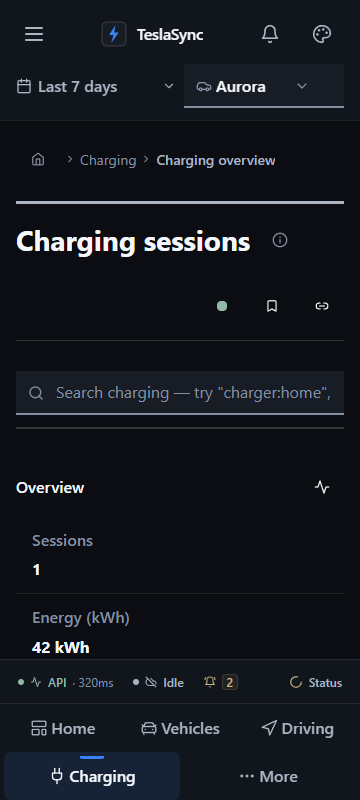 TeslaSync
Last 7 days
Aurora
Charging
Charging overview
Charging sessions
Search charging — try "charger:home",
Overview
Sessions
1
Energy (kWh)
42 kWh
API · 320ms
Idle
2
Status
Home
Vehicles
Driving
Charging
More